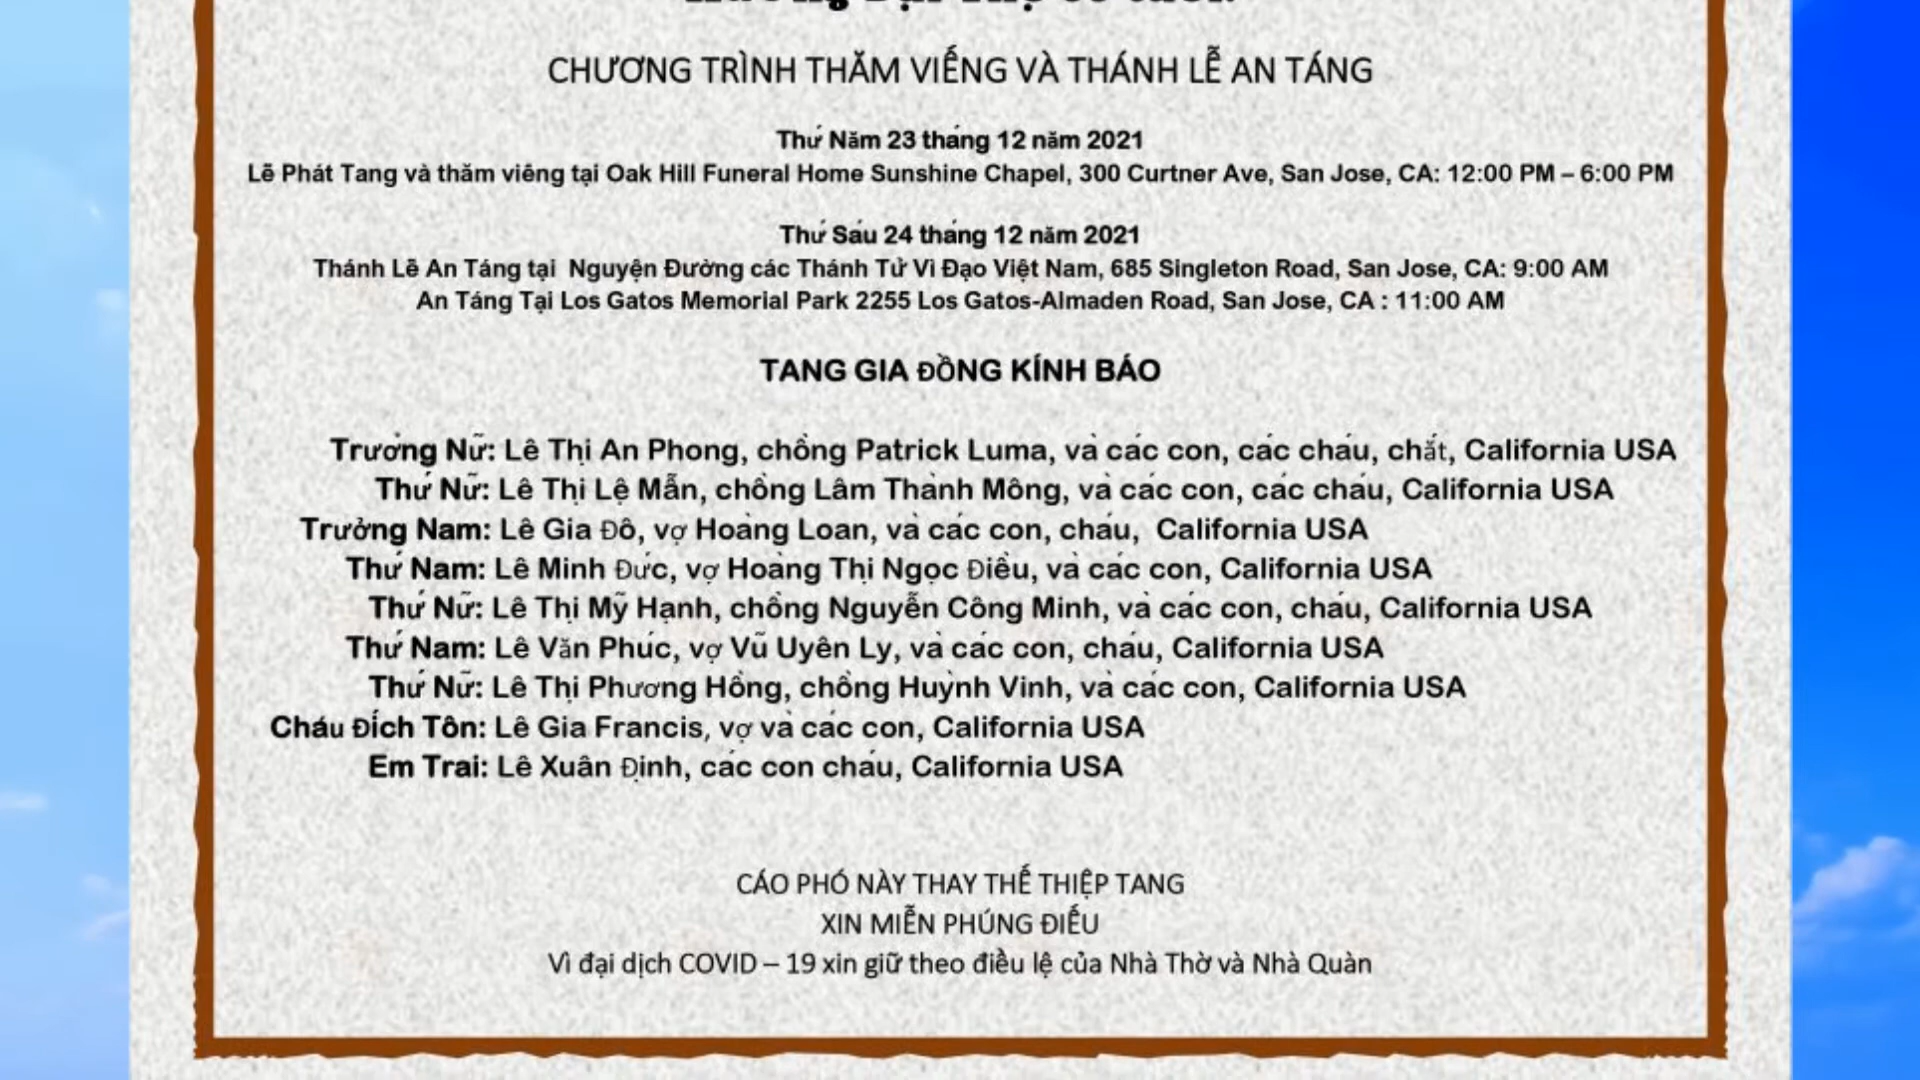 CHƯƠNG TRÌNH THĂM VIẾNG VÀ THÁNH LỄ AN TÁNG
Thứ Năm 23 tháng 12 năm 2021
Lễ Phát Tang và thăm viếng tại Oak Hill Funeral Home Sunshine Chapel, 300 Curtner Ave, San Jose, CA: 12:00 PM – 6:00 PM
Thứ Sáu 24 tháng 12 năm 2021
Thánh Lễ An Táng tại Nguyện Đường các Thánh Tử Vì Đạo Việt Nam, 685 Singleton Road, San Jose, CA: 9:00 AM
An Táng Tại Los Gatos Memorial Park 2255 Los Gatos-Almaden Road, San Jose, CA : 11:00 AM
TANG GIA ĐỒNG KÍNH BÁO
Trưởng Nữ: Lê Thị An Phong, chồng Patrick Luma, và các con, các cháu, chắt, California USA
Thứ Nữ: Lê Thị Lệ Mẫn, chồng Lâm Thành Mông, và các con, các cháu, California USA
Trưởng Nam: Lê Gia Đô, vợ Hoàng Loan, và các con, cháu, California USA
Thứ Nam: Lê Minh Đức, vợ Hoàng Thị Ngọc Điều, và các con, California USA
Thứ Nữ: Lê Thị Mỹ Hạnh, chồng Nguyễn Công Minh, và các con, cháu, California USA
Thứ Nam: Lê Văn Phúc, vợ Vũ Uyên Ly, và các con, cháu, California USA
Thứ Nữ: Lê Thị Phương Hồng, chồng Huỳnh Vinh, và các con, California USA
Cháu Đích Tôn: Lê Gia Francis, vợ và các con, California USA
Em Trai: Lê Xuân Định, các con cháu, California USA
CÁO PHÓ NÀY THAY THẾ THIỆP TANG
XIN MIỄN PHÚNG ĐIẾU
Vì đại dịch COVID – 19 xin giữ theo điều lệ của Nhà Thờ và Nhà Quàn